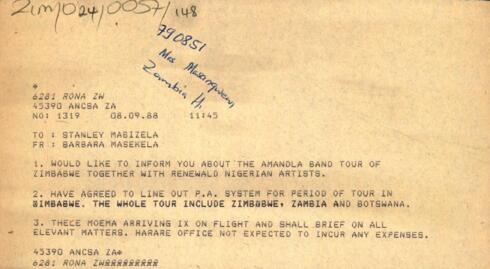 Zim/024/0057/148
790851
Mrs
Zambia H.
*
6281 RONA ZW
45390 ANCSA ZA
NO: 1319 08.09.88 11:45
TO : STANLEY MABIZELA
FR : BARBARA MASEKELA
1. WOULD LIKE TO INFORM YOU ABOUT THE AMANDLA BAND TOUR OF
ZIMBABWE TOGETHER WITH RENEWALD NIGERIAN ARTISTS.
2. HAVE AGREED TO LINE OUT P.A. SYSTEM FOR PERIOD OF TOUR IN
ZIMBABWE. THE WHOLE TOUR INCLUDE ZIMBABWE, ZAMBIA AND BOTSWANA.
3. THECE MOEMA ARRIVING IX ON FLIGHT AND SHALL BRIEF ON ALL
ELEVANT MATTERS. HARARE OFFICE NOT EXPECTED TO INCUR ANY EXPENSES.
45390 ANCSA ZA*
6281 RONA ZW